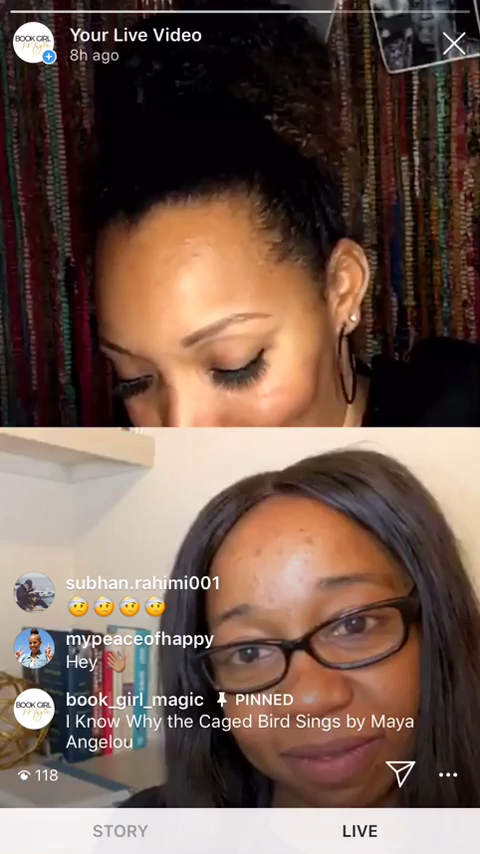 BOOK GIRL
Magic
Your Live Video
8h ago
subhan.rahimi001
🤕🤕🤕🤕
mypeaceofhappy
Hey 👋🏽
BOOK GIRL
Magic
book_girl_magic PINNED
I Know Why the Caged Bird Sings by Maya
Angelou
118
STORY
LIVE